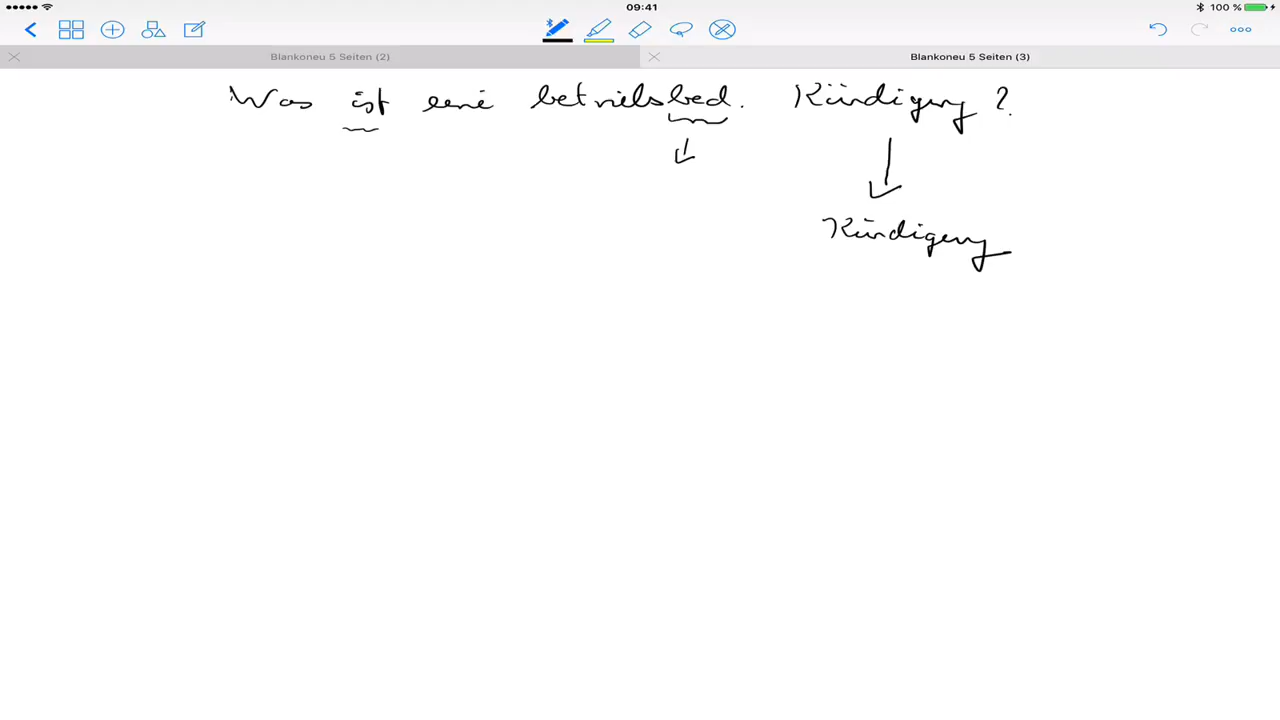 09:41
100 %
Blankoneu 5 Seiten (2)
Blankoneu 5 Seiten (3)
Was ist eine betriebsbed. Kündigung?
Kündigung